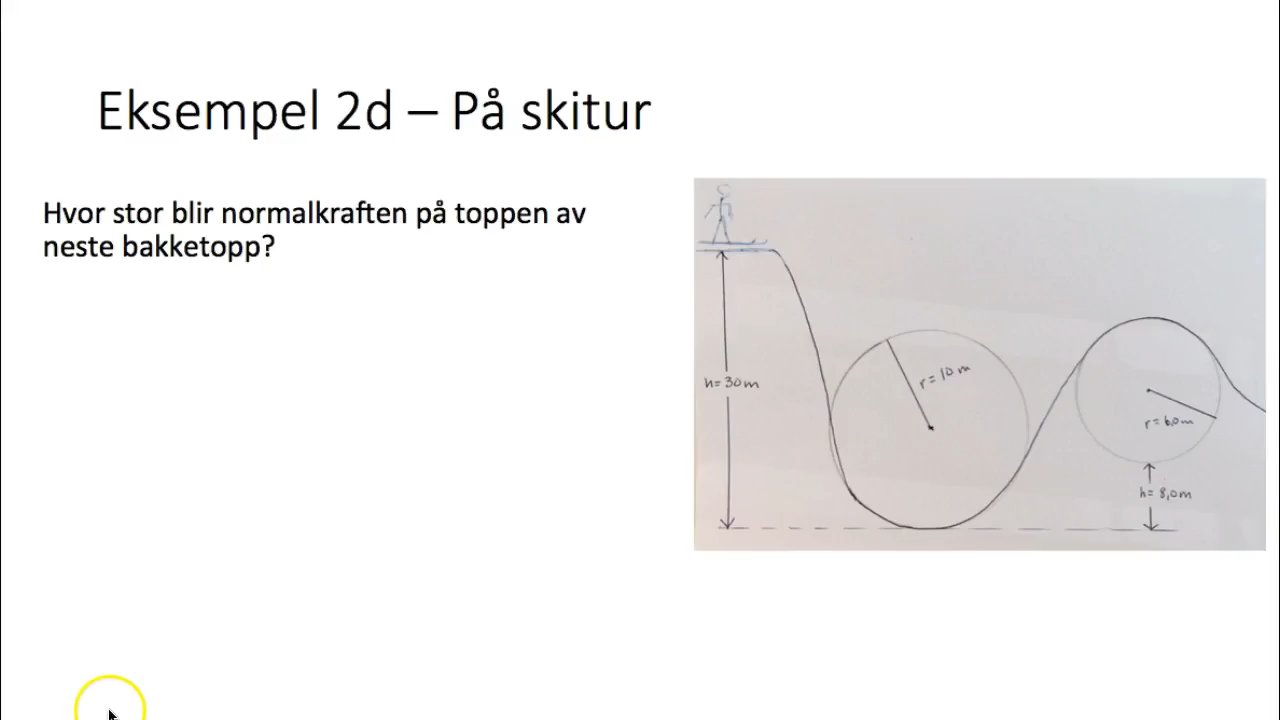 Eksempel 2d – På skitur
Hvor stor blir normalkraften på toppen av
neste bakketopp?
h=30m
r=10m
r=6,0m
h=8,0m